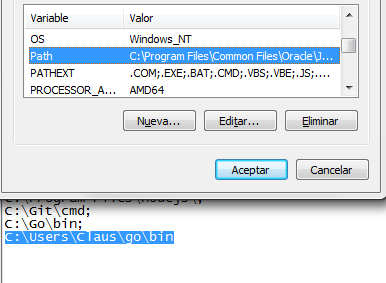 Variable Valor
OS Windows_NT
Path C:\Program Files\Common Files\Oracle\J...
PATHEXT .COM;.EXE;.BAT;.CMD;.VBS;.VBE;.JS;....
PROCESSOR_A... AMD64
Nueva... Editar... Eliminar
Aceptar Cancelar
C:\Program Files\Nodejs\;
C:\Git\cmd;
C:\Go\bin;
C:\Users\Claus\go\bin